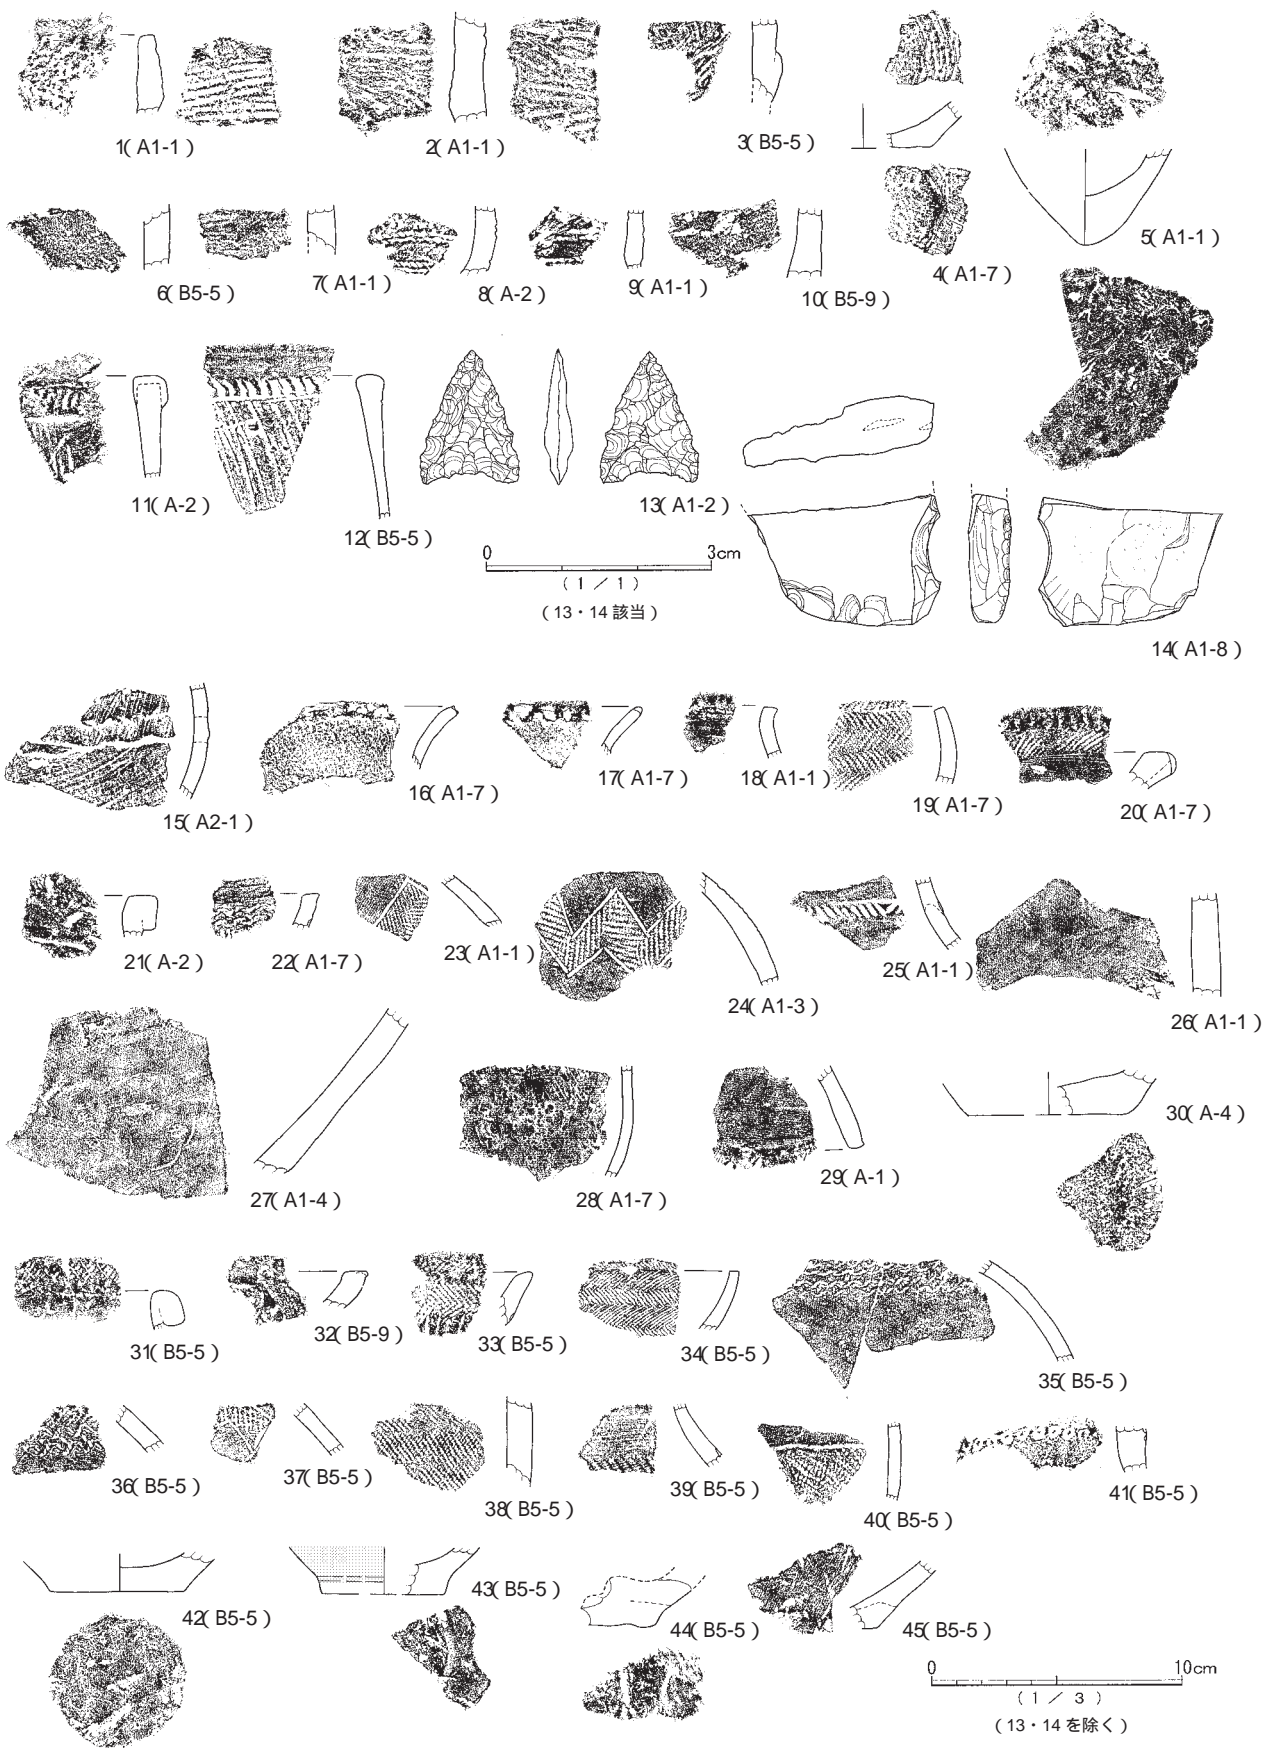 1( A1-1 )
2( A1-1 )
3( B5-5 )
4( A1-7 )
5( A1-1 )
6( B5-5 )
7( A1-1 )
8( A-2 )
9( A1-1 )
10( B5-9 )
11( A-2 )
12( B5-5 )
13( A1-2 )
0 3cm
( 1 / 1 )
( 13・14 該当 )
14( A1-8 )
15( A2-1 )
16( A1-7 )
17( A1-7 )
18( A1-1 )
19( A1-7 )
20( A1-7 )
21( A-2 )
22( A1-7 )
23( A1-1 )
24( A1-3 )
25( A1-1 )
26( A1-1 )
27( A1-4 )
28( A1-7 )
29( A-1 )
30( A-4 )
31( B5-5 )
32( B5-9 )
33( B5-5 )
34( B5-5 )
35( B5-5 )
36( B5-5 )
37( B5-5 )
38( B5-5 )
39( B5-5 )
40( B5-5 )
41( B5-5 )
42( B5-5 )
43( B5-5 )
44( B5-5 )
45( B5-5 )
0 10cm
( 1 / 3 )
( 13・14 を除く )